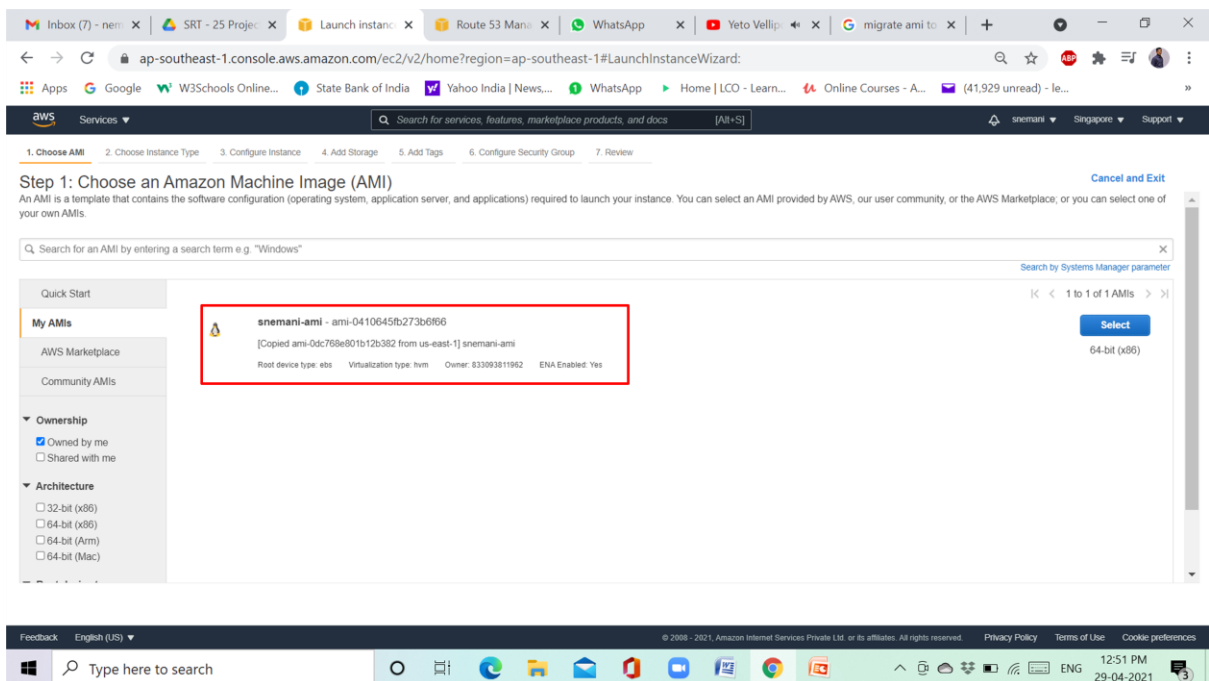 Inbox (7) - nem
SRT - 25 Projec
Launch instanc
Route 53 Mana
WhatsApp
Yeto Vellip
migrate ami to
ap-southeast-1.console.aws.amazon.com/ec2/v2/home?region=ap-southeast-1#LaunchInstanceWizard:
ABP
Apps Google W3Schools Online... State Bank of India Yahoo India | News,... WhatsApp Home | LCO - Learn... Online Courses - A... (41,929 unread) - le... »
aws Services Search for services, features, marketplace products, and docs [Alt+S] snemani Singapore Support
1. Choose AMI 2. Choose Instance Type 3. Configure Instance 4. Add Storage 5. Add Tags 6. Configure Security Group 7. Review
Step 1: Choose an Amazon Machine Image (AMI)
Cancel and Exit
An AMI is a template that contains the software configuration (operating system, application server, and applications) required to launch your instance. You can select an AMI provided by AWS, our user community, or the AWS Marketplace; or you can select one of
your own AMIs.
Search for an AMI by entering a search term e.g. "Windows"
Search by Systems Manager parameter
Quick Start
My AMIs
AWS Marketplace
Community AMIs
Ownership
Owned by me
Shared with me
Architecture
32-bit (x86)
64-bit (x86)
64-bit (Arm)
64-bit (Mac)
1 to 1 of 1 AMIs
snemani-ami - ami-0410645fb273b6f66
[Copied ami-0dc768e801b12b382 from us-east-1] snemani-ami
Root device type: ebs Virtualization type: hvm Owner: 833093811962 ENA Enabled: Yes
Select
64-bit (x86)
Feedback English (US) © 2008 - 2021, Amazon Internet Services Private Ltd. or its affiliates. All rights reserved. Privacy Policy Terms of Use Cookie preferences
Type here to search
ENG
12:51 PM
29-04-2021
3